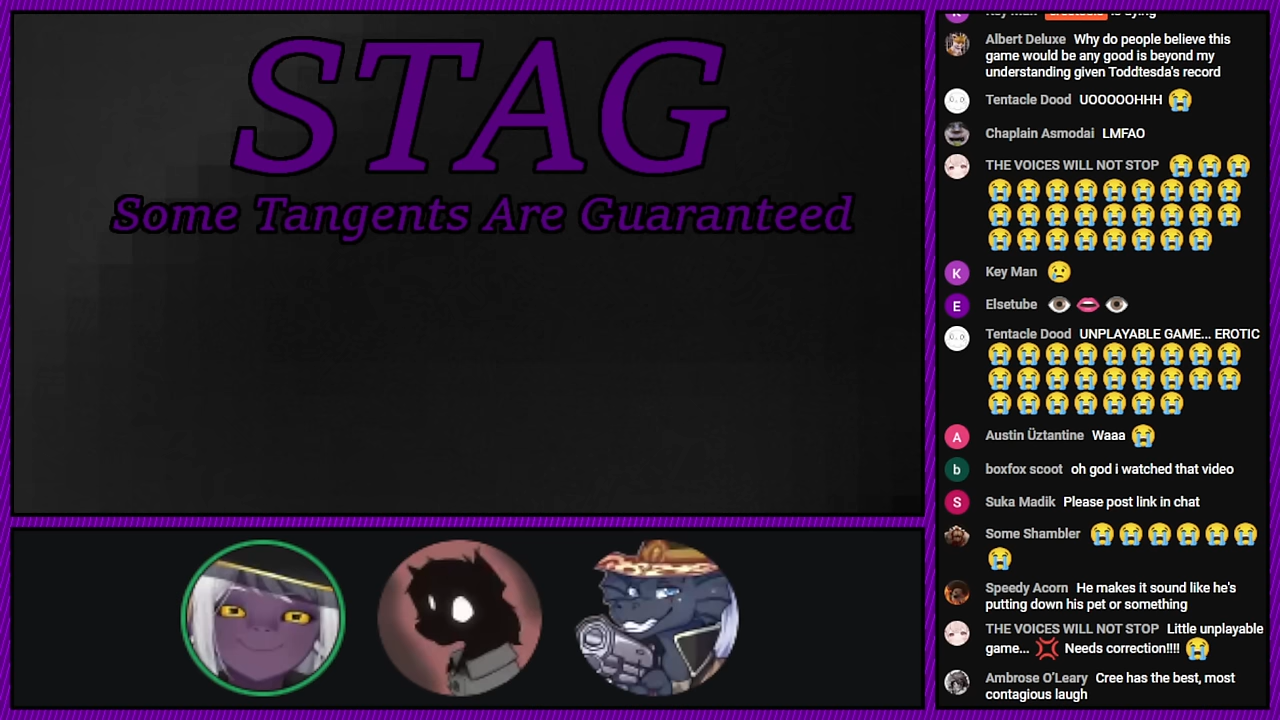 STAG
Some Tangents Are Guaranteed
Albert Deluxe Why do people believe this
game would be any good is beyond my
understanding given Toddtesda's record
Tentacle Dood UOOOOOHHH 😭
Chaplain Asmodai LMFAO
THE VOICES WILL NOT STOP 😭😭😭
😭😭😭😭😭😭😭😭😭
😭😭😭😭😭😭😭😭😭
😭😭😭😭😭😭😭😭
K Key Man 😢
E Elsetube 👁👄👁
Tentacle Dood UNPLAYABLE GAME... EROTIC
😭😭😭😭😭😭😭😭😭
😭😭😭😭😭😭😭😭😭
😭😭😭😭😭😭😭
A Austin Üztantine Waaa 😭
b boxfox scoot oh god i watched that video
S Suka Madik Please post link in chat
Some Shambler 😭😭😭😭😭😭
😭
Speedy Acorn He makes it sound like he's
putting down his pet or something
THE VOICES WILL NOT STOP Little unplayable
game... 💢 Needs correction!!!! 😭
Ambrose O'Leary Cree has the best, most
contagious laugh